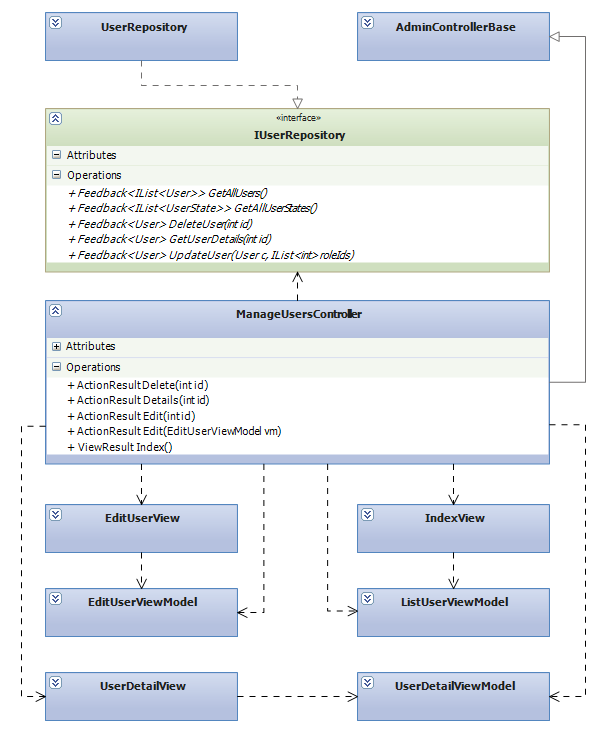 UserRepository
AdminControllerBase
«interface»
IUserRepository
Attributes
Operations
+ Feedback<IList<User>> GetAllUsers()
+ Feedback<IList<UserState>> GetAllUserStates()
+ Feedback<User> DeleteUser(int id)
+ Feedback<User> GetUserDetails(int id)
+ Feedback<User> UpdateUser(User c, IList<int> roleIds)
ManageUsersController
Attributes
Operations
+ ActionResult Delete(int id)
+ ActionResult Details(int id)
+ ActionResult Edit(int id)
+ ActionResult Edit(EditUserViewModel vm)
+ ViewResult Index()
EditUserView
IndexView
EditUserViewModel
ListUserViewModel
UserDetailView
UserDetailViewModel